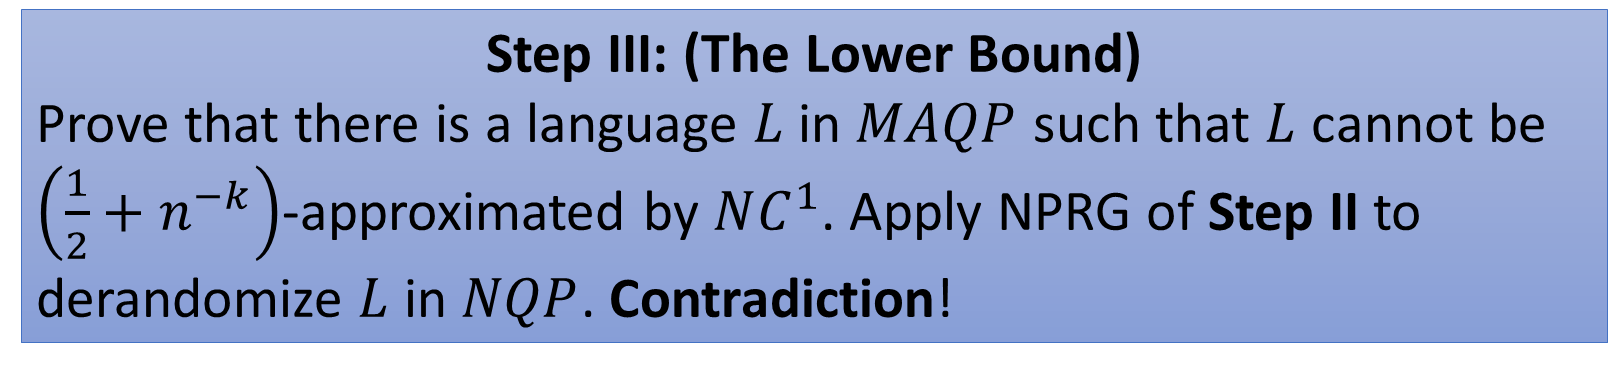 Step III: (The Lower Bound)
Prove that there is a language L in MAQP such that L cannot be
(1/2 + n^{-k})-approximated by NC^1. Apply NPRG of Step II to
derandomize L in NQP. Contradiction!